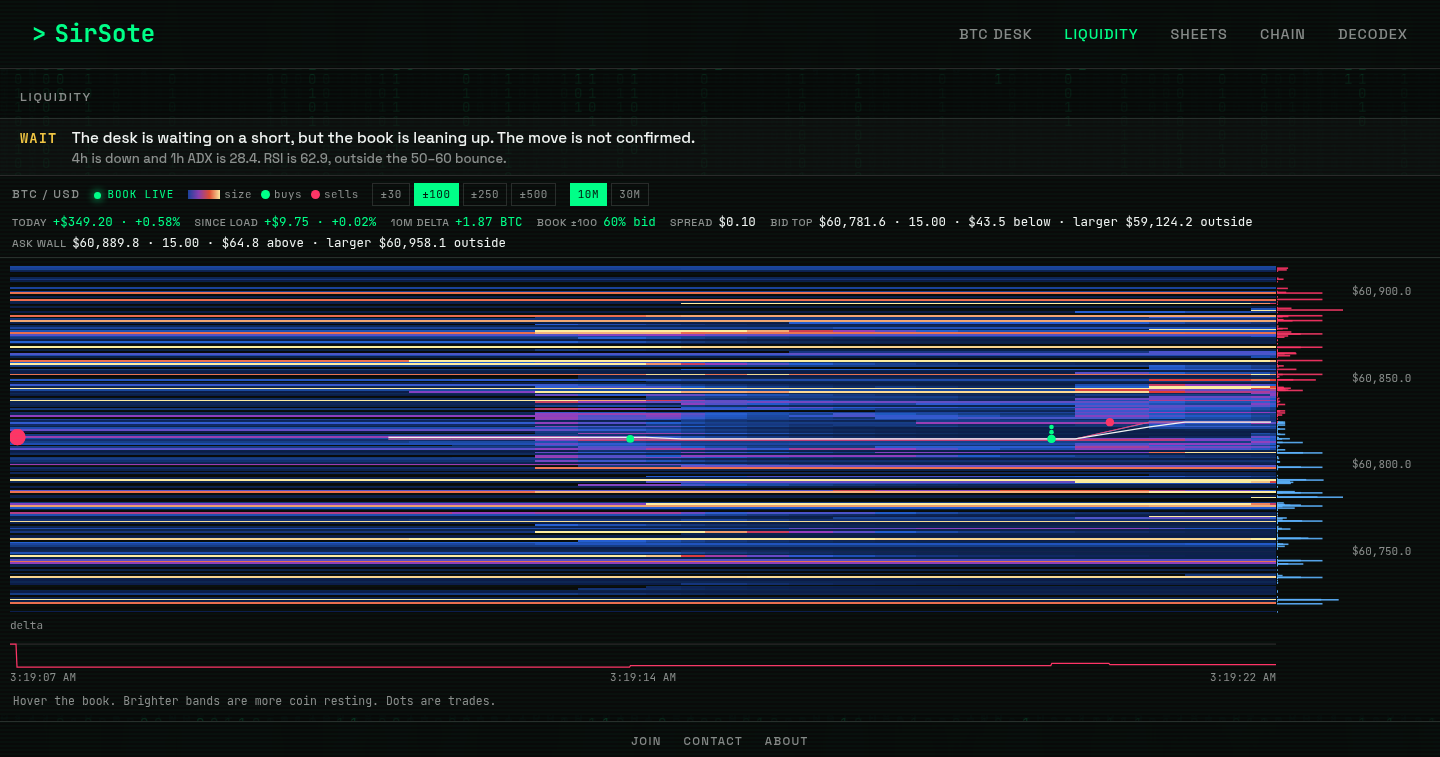 > SirSote
BTC DESK LIQUIDITY SHEETS CHAIN DECODEX
LIQUIDITY
WAIT The desk is waiting on a short, but the book is leaning up. The move is not confirmed.
4h is down and 1h ADX is 28.4. RSI is 62.9, outside the 50–60 bounce.
BTC / USD BOOK LIVE size buys sells ±30 ±100 ±250 ±500 10M 30M
TODAY +$349.20 · +0.58% SINCE LOAD +$9.75 · +0.02% 10M DELTA +1.87 BTC BOOK ±100 60% bid SPREAD $0.10 BID TOP $60,781.6 · 15.00 · $43.5 below · larger $59,124.2 outside
ASK WALL $60,889.8 · 15.00 · $64.8 above · larger $60,958.1 outside
$60,900.0
$60,850.0
$60,800.0
$60,750.0
delta
3:19:07 AM 3:19:14 AM 3:19:22 AM
Hover the book. Brighter bands are more coin resting. Dots are trades.
JOIN CONTACT ABOUT